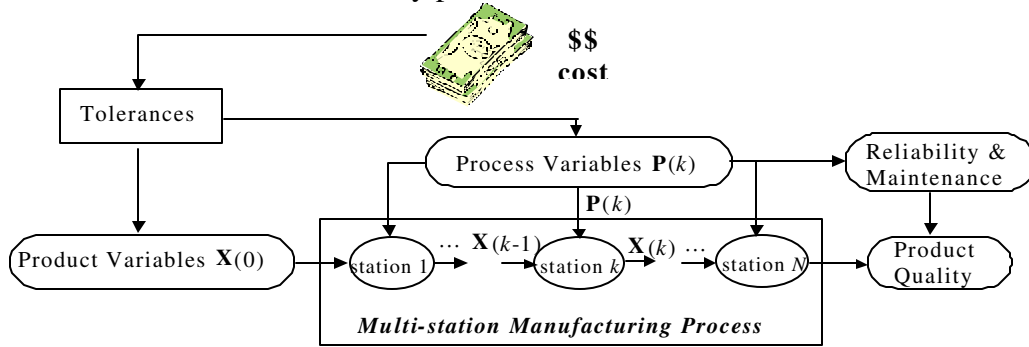 $$
cost
Tolerances
Process Variables P(k)
Reliability &
Maintenance
P(k)
Product Variables X(0)
station 1
... X(k-1)
station k
X(k) ...
station N
Product
Quality
Multi-station Manufacturing Process